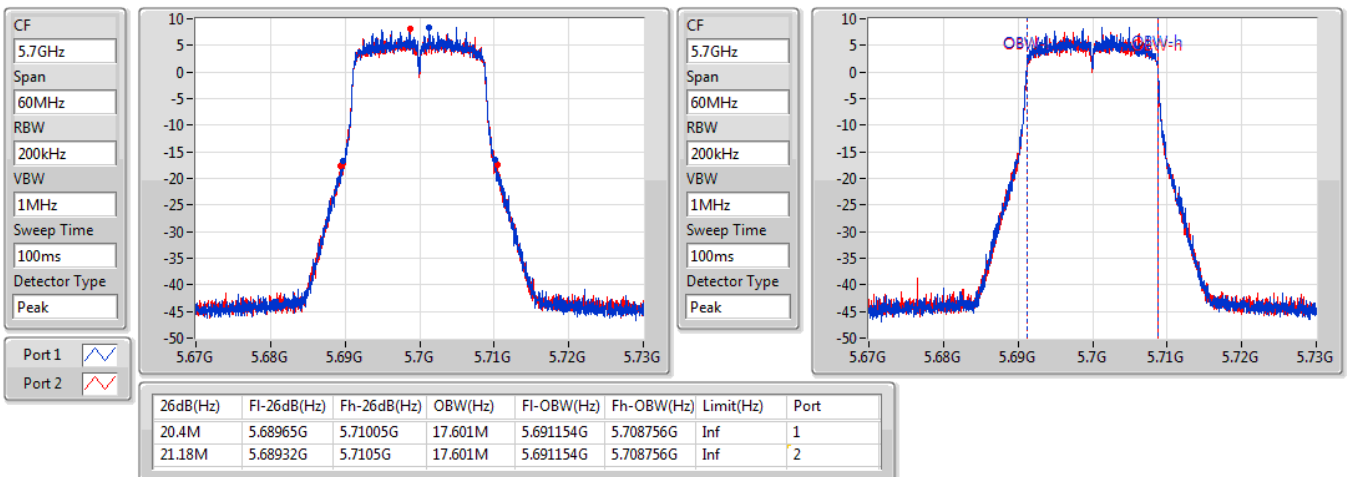 CF
5.7GHz
Span
60MHz
RBW
200kHz
VBW
1MHz
Sweep Time
100ms
Detector Type
Peak
Port 1
Port 2
10
5
0
-5
-10
-15
-20
-25
-30
-35
-40
-45
-50
5.67G 5.68G 5.69G 5.7G 5.71G 5.72G 5.73G
CF
5.7GHz
Span
60MHz
RBW
200kHz
VBW
1MHz
Sweep Time
100ms
Detector Type
Peak
10
5
0
-5
-10
-15
-20
-25
-30
-35
-40
-45
-50
OBW-h
5.67G 5.68G 5.69G 5.7G 5.71G 5.72G 5.73G
26dB(Hz) Fl-26dB(Hz) Fh-26dB(Hz) OBW(Hz) Fl-OBW(Hz) Fh-OBW(Hz) Limit(Hz) Port
20.4M 5.68965G 5.71005G 17.601M 5.691154G 5.708756G Inf 1
21.18M 5.68932G 5.7105G 17.601M 5.691154G 5.708756G Inf 2